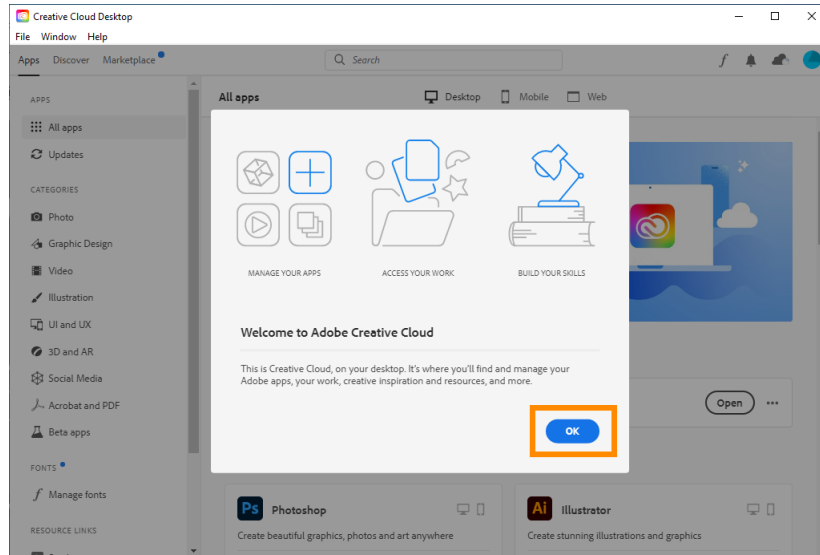 Creative Cloud Desktop
File Window Help
Apps Discover Marketplace
Search
APPS
All apps
Updates
CATEGORIES
Photo
Graphic Design
Video
Illustration
UI and UX
3D and AR
Social Media
Acrobat and PDF
Beta apps
FONTS
Manage fonts
RESOURCE LINKS
All apps
Desktop Mobile Web
MANAGE YOUR APPS
ACCESS YOUR WORK
BUILD YOUR SKILLS
Welcome to Adobe Creative Cloud
This is Creative Cloud, on your desktop. It's where you'll find and manage your
Adobe apps, your work, creative inspiration and resources, and more.
OK
Open
Ps Photoshop
Create beautiful graphics, photos and art anywhere
Ai Illustrator
Create stunning illustrations and graphics